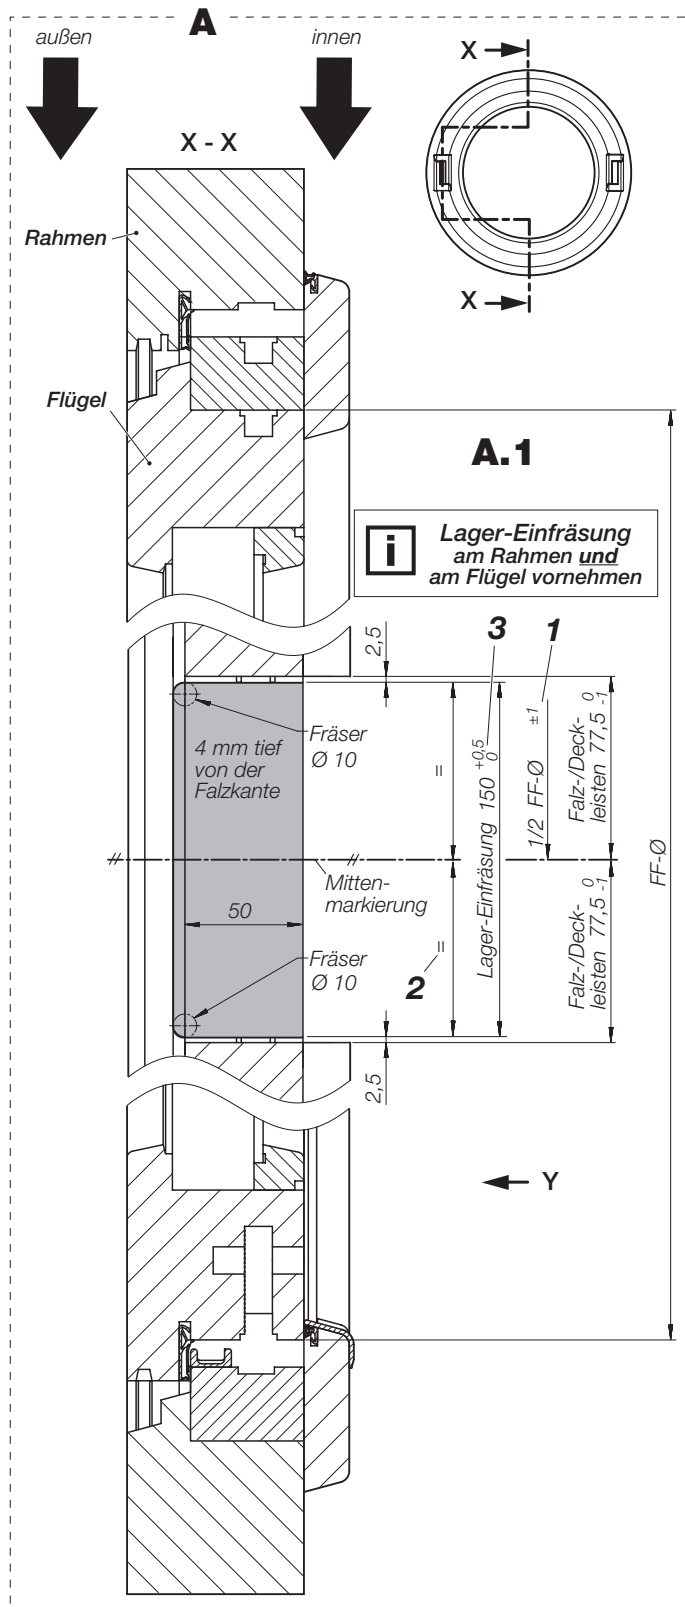 A
außen
innen
X
X - X
Rahmen
X
Flügel
A.1
i
Lager-Einfräsung
am Rahmen und
am Flügel vornehmen
2,5
3
1
Fräser
Ø 10
4 mm tief
von der
Falzkante
=
Lager-Einfräsung 150 +0,5 0
1/2 FF-Ø ±1
Falz-/Deck-
leisten 77,5 0 -1
FF-Ø
Mitten-
markierung
50
Fräser
Ø 10
=
2
Falz-/Deck-
leisten 77,5 0 -1
2,5
Y